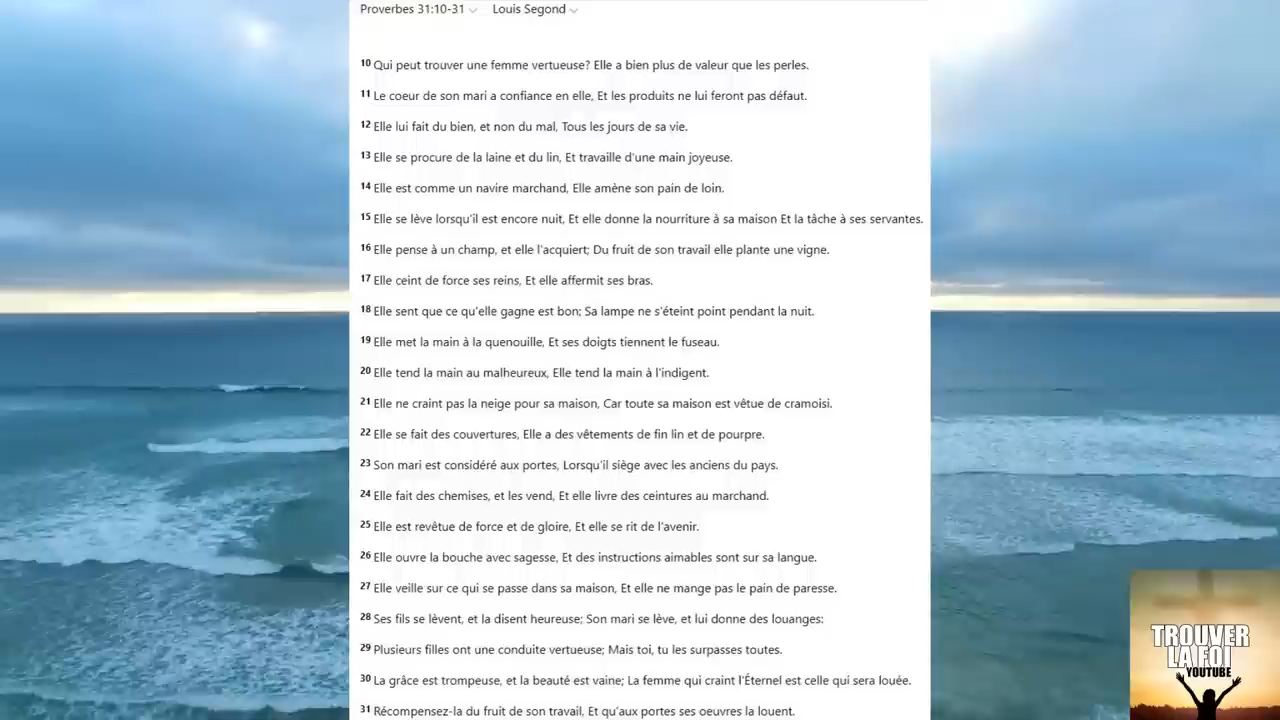 Proverbes 31:10-31 Louis Segond
10 Qui peut trouver une femme vertueuse? Elle a bien plus de valeur que les perles.
11 Le coeur de son mari a confiance en elle, Et les produits ne lui feront pas défaut.
12 Elle lui fait du bien, et non du mal, Tous les jours de sa vie.
13 Elle se procure de la laine et du lin, Et travaille d'une main joyeuse.
14 Elle est comme un navire marchand, Elle amène son pain de loin.
15 Elle se lève lorsqu'il est encore nuit, Et elle donne la nourriture à sa maison Et la tâche à ses servantes.
16 Elle pense à un champ, et elle l'acquiert; Du fruit de son travail elle plante une vigne.
17 Elle ceint de force ses reins, Et elle affermit ses bras.
18 Elle sent que ce qu'elle gagne est bon; Sa lampe ne s'éteint point pendant la nuit.
19 Elle met la main à la quenouille, Et ses doigts tiennent le fuseau.
20 Elle tend la main au malheureux, Elle tend la main à l'indigent.
21 Elle ne craint pas la neige pour sa maison, Car toute sa maison est vêtue de cramoisi.
22 Elle se fait des couvertures, Elle a des vêtements de fin lin et de pourpre.
23 Son mari est considéré aux portes, Lorsqu'il siège avec les anciens du pays.
24 Elle fait des chemises, et les vend, Et elle livre des ceintures au marchand.
25 Elle est revêtue de force et de gloire, Et elle se rit de l'avenir.
26 Elle ouvre la bouche avec sagesse, Et des instructions aimables sont sur sa langue.
27 Elle veille sur ce qui se passe dans sa maison, Et elle ne mange pas le pain de paresse.
28 Ses fils se lèvent, et la disent heureuse; Son mari se lève, et lui donne des louanges:
29 Plusieurs filles ont une conduite vertueuse; Mais toi, tu les surpasses toutes.
30 La grâce est trompeuse, et la beauté est vaine; La femme qui craint l'Éternel est celle qui sera louée.
31 Récompensez-la du fruit de son travail, Et qu'aux portes ses oeuvres la louent.
TROUVER
LA FOI
YOUTUBE